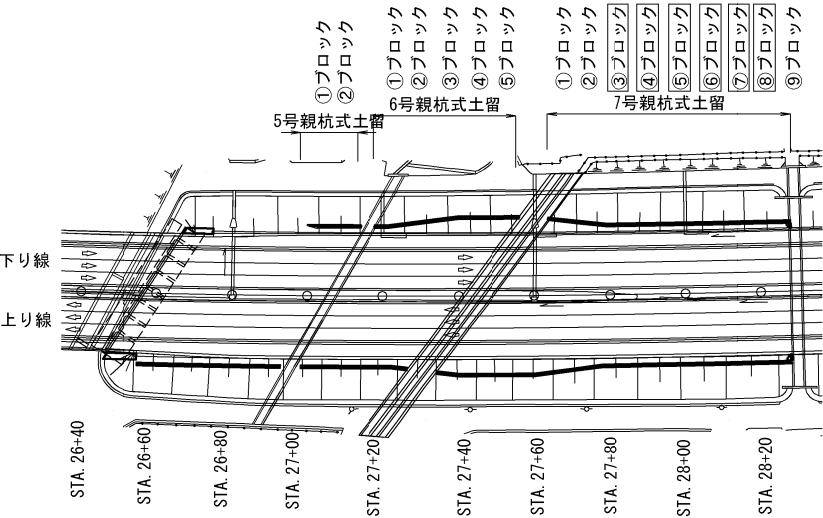 ①ブロック
②ブロック
①ブロック
②ブロック
③ブロック
④ブロック
⑤ブロック
①ブロック
②ブロック
③ブロック
④ブロック
⑤ブロック
⑥ブロック
⑦ブロック
⑧ブロック
⑨ブロック
5号親杭式土留
6号親杭式土留
7号親杭式土留
下り線
上り線
STA. 26+40
STA. 26+60
STA. 26+80
STA. 27+00
STA. 27+20
STA. 27+40
STA. 27+60
STA. 27+80
STA. 28+00
STA. 28+20